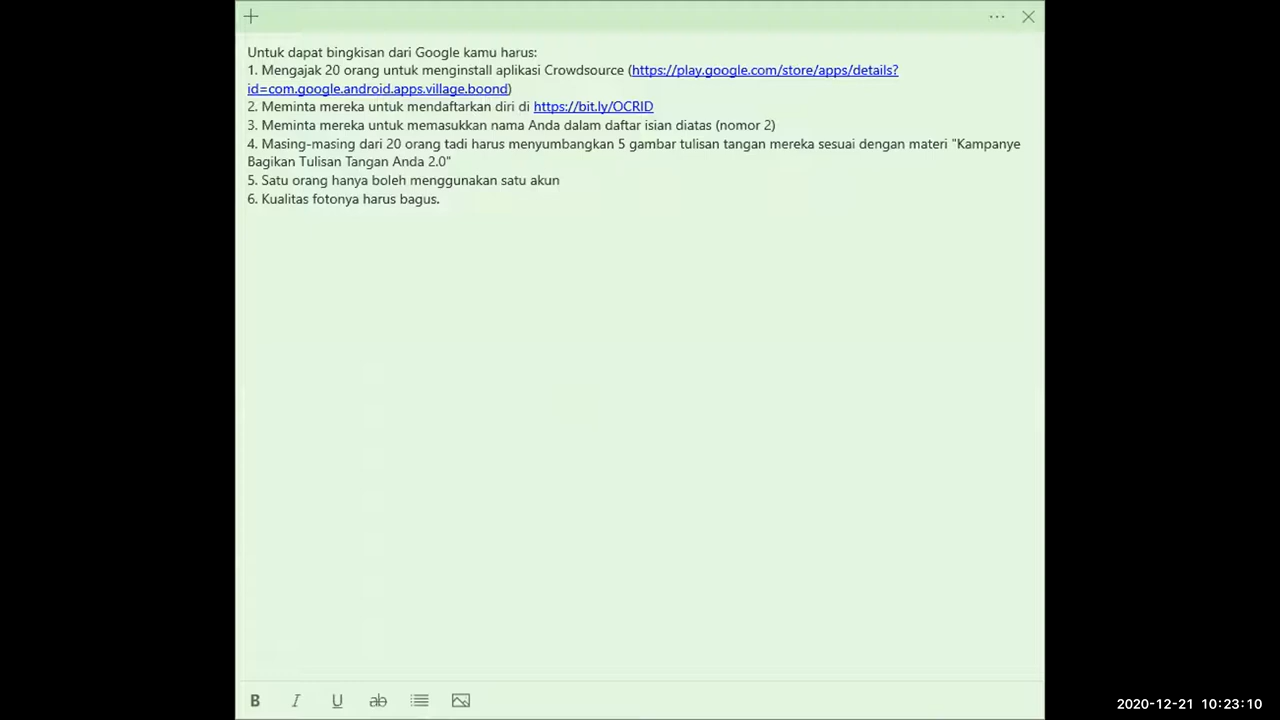 Untuk dapat bingkisan dari Google kamu harus:
1. Mengajak 20 orang untuk menginstall aplikasi Crowdsource (https://play.google.com/store/apps/details?
id=com.google.android.apps.village.boond)
2. Meminta mereka untuk mendaftarkan diri di https://bit.ly/OCRID
3. Meminta mereka untuk memasukkan nama Anda dalam daftar isian diatas (nomor 2)
4. Masing-masing dari 20 orang tadi harus menyumbangkan 5 gambar tulisan tangan mereka sesuai dengan materi "Kampanye
Bagikan Tulisan Tangan Anda 2.0"
5. Satu orang hanya boleh menggunakan satu akun
6. Kualitas fotonya harus bagus.
B I U ab
2020-12-21 10:23:10